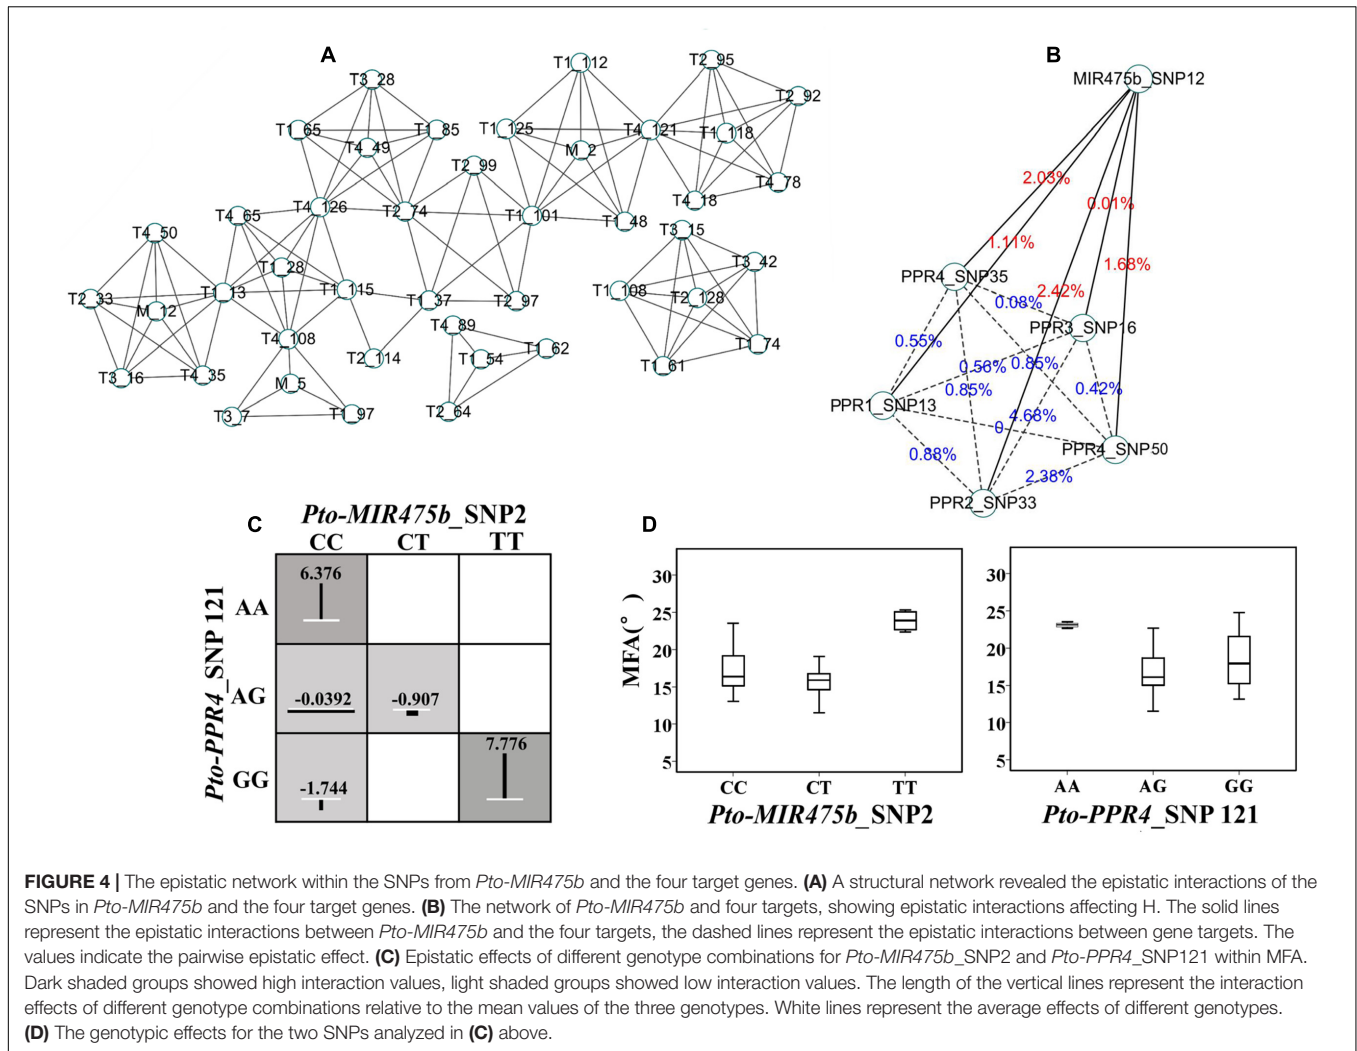 A
T3_28
T1_65
T1_85
T4_49
T1_112
T1_125
T4_121
M_2
T2_95
T2_92
T1_118
T4_78
T4_18
T2_99
T4_126
T2_74
T1_101
T1_48
T4_65
T4_50
T1_28
T1_13
T1_115
T1_37
T2_97
T2_33
M_12
T4_108
T2_114
T3_16
T4_35
M_5
T3_7
T1_97
T4_89
T1_54
T1_62
T2_64
T3_15
T3_42
T1_108
T2_128
T1_74
T1_61
B
MIR475b_SNP12
2.03%
0.01%
1.11%
1.68%
PPR4_SNP35
2.42%
0.08%
PPR3_SNP16
0.55%
0.56%
0.85%
0.85%
0.42%
PPR1_SNP13
4.68%
0
PPR4_SNP50
0.88%
2.38%
PPR2_SNP33
C
Pto-MIR475b_SNP2
CC CT TT
Pto-PPR4_SNP 121
AA
6.376
AG
-0.0392
-0.907
GG
-1.744
7.776
D
MFA(°)
30
25
20
15
10
5
CC CT TT
Pto-MIR475b_SNP2
30
25
20
15
10
5
AA AG GG
Pto-PPR4_SNP 121
FIGURE 4 | The epistatic network within the SNPs from Pto-MIR475b and the four target genes. (A) A structural network revealed the epistatic interactions of the
SNPs in Pto-MIR475b and the four target genes. (B) The network of Pto-MIR475b and four targets, showing epistatic interactions affecting H. The solid lines
represent the epistatic interactions between Pto-MIR475b and the four targets, the dashed lines represent the epistatic interactions between gene targets. The
values indicate the pairwise epistatic effect. (C) Epistatic effects of different genotype combinations for Pto-MIR475b_SNP2 and Pto-PPR4_SNP121 within MFA.
Dark shaded groups showed high interaction values, light shaded groups showed low interaction values. The length of the vertical lines represent the interaction
effects of different genotype combinations relative to the mean values of the three genotypes. White lines represent the average effects of different genotypes.
(D) The genotypic effects for the two SNPs analyzed in (C) above.